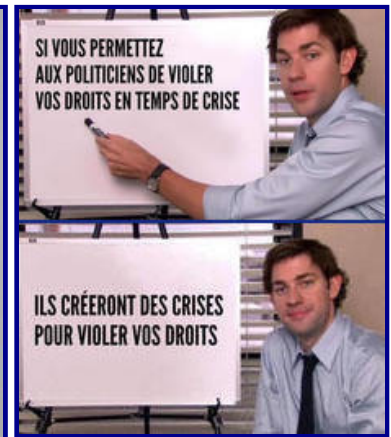 SI VOUS PERMETTEZ
AUX POLITICIENS DE VIOLER
VOS DROITS EN TEMPS DE CRISE
ILS CRÉERONT DES CRISES
POUR VIOLER VOS DROITS